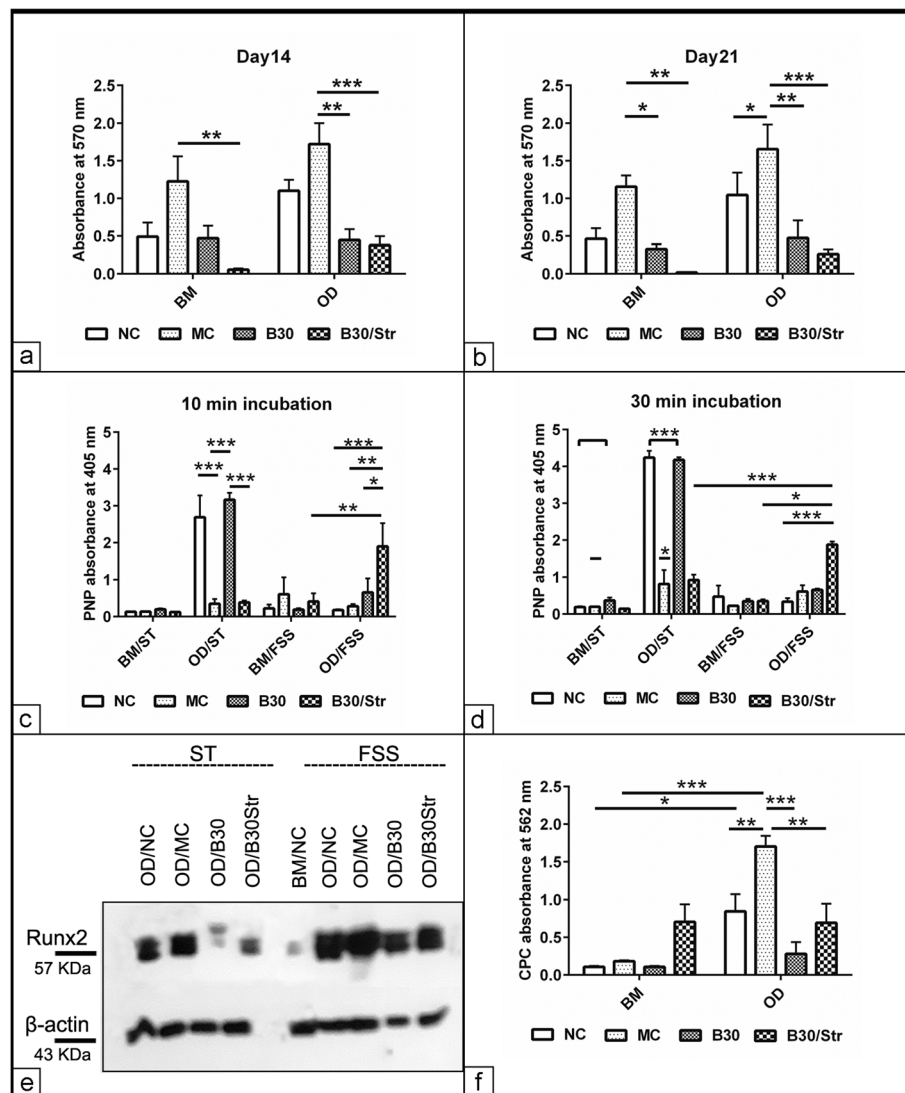 Day14
Absorbance at 570 nm
2.5
2.0
1.5
1.0
0.5
0.0
**
***
**
BM
OD
NC MC B30 B30/Str
a
Day21
Absorbance at 570 nm
2.5
2.0
1.5
1.0
0.5
0.0
**
*
*
***
**
BM
OD
NC MC B30 B30/Str
b
10 min incubation
PNP absorbance at 405 nm
5
4
3
2
1
0
***
***
***
***
**
*
**
BM/ST
OD/ST
BM/FSS
OD/FSS
NC MC B30 B30/Str
c
30 min incubation
PNP absorbance at 405 nm
5
4
3
2
1
0
***
*
***
*
***
BM/ST
OD/ST
BM/FSS
OD/FSS
NC MC B30 B30/Str
d
ST FSS
OD/NC
OD/MC
OD/B30
OD/B30Str
BM/NC
OD/NC
OD/MC
OD/B30
OD/B30Str
Runx2
57 KDa
β-actin
43 KDa
e
CPC absorbance at 562 nm
2.5
2.0
1.5
1.0
0.5
0.0
***
*
***
**
**
BM
OD
NC MC B30 B30/Str
f